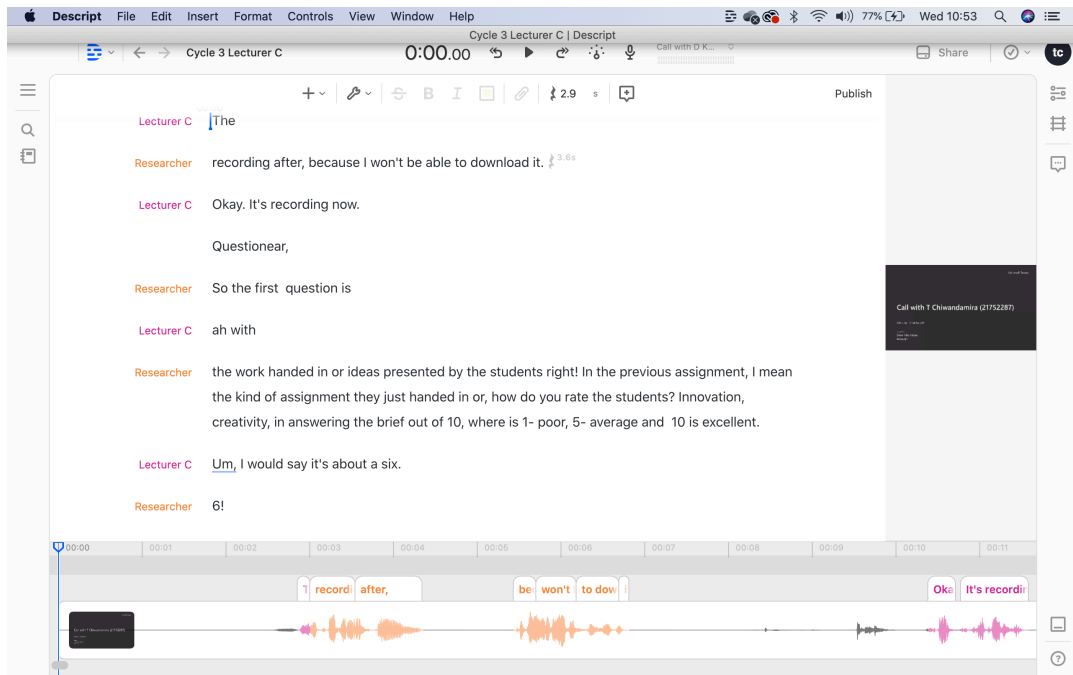 Descript File Edit Insert Format Controls View Window Help 77% Wed 10:53
Cycle 3 Lecturer C | Descript
Cycle 3 Lecturer C 0:00.00 Call with D K... Share tc
B I 2.9 s Publish
Lecturer C The
Researcher recording after, because I won't be able to download it. 3.6s
Lecturer C Okay. It's recording now.
Questionear,
Researcher So the first question is
Lecturer C ah with
Researcher the work handed in or ideas presented by the students right! In the previous assignment, I mean
the kind of assignment they just handed in or, how do you rate the students? Innovation,
creativity, in answering the brief out of 10, where is 1- poor, 5- average and 10 is excellent.
Call with T Chiwandamira (21752287)
Lecturer C Um, I would say it's about a six.
Researcher 6!
00:00 00:01 00:02 00:03 00:04 00:05 00:06 00:07 00:08 00:09 00:10 00:11
T recordi after, be won't to dow Oka It's recordin